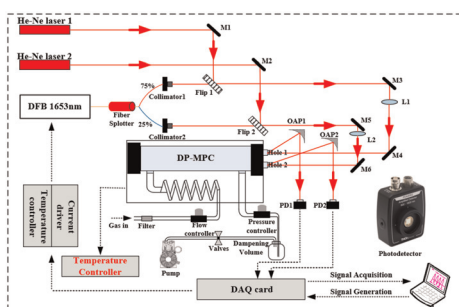 He-Ne laser 1
M1
He-Ne laser 2
M2
M3
75%
Collimator1
Flip 1
L1
DFB 1653nm
Fiber
Splotter
25%
Collimator2
Flip 2
OAP1
OAP2
M5
L2
M4
DP-MPC
Hole 1
Hole 2
M6
Current
driver
Temperature
controller
PD1
PD2
Gas in
Filter
Flow
controller
Pressure
controller
Valves
Pump
Dampening
Volume
Photodetector
Temperature
Controller
DAQ card
Signal Acquisition
Signal Generation